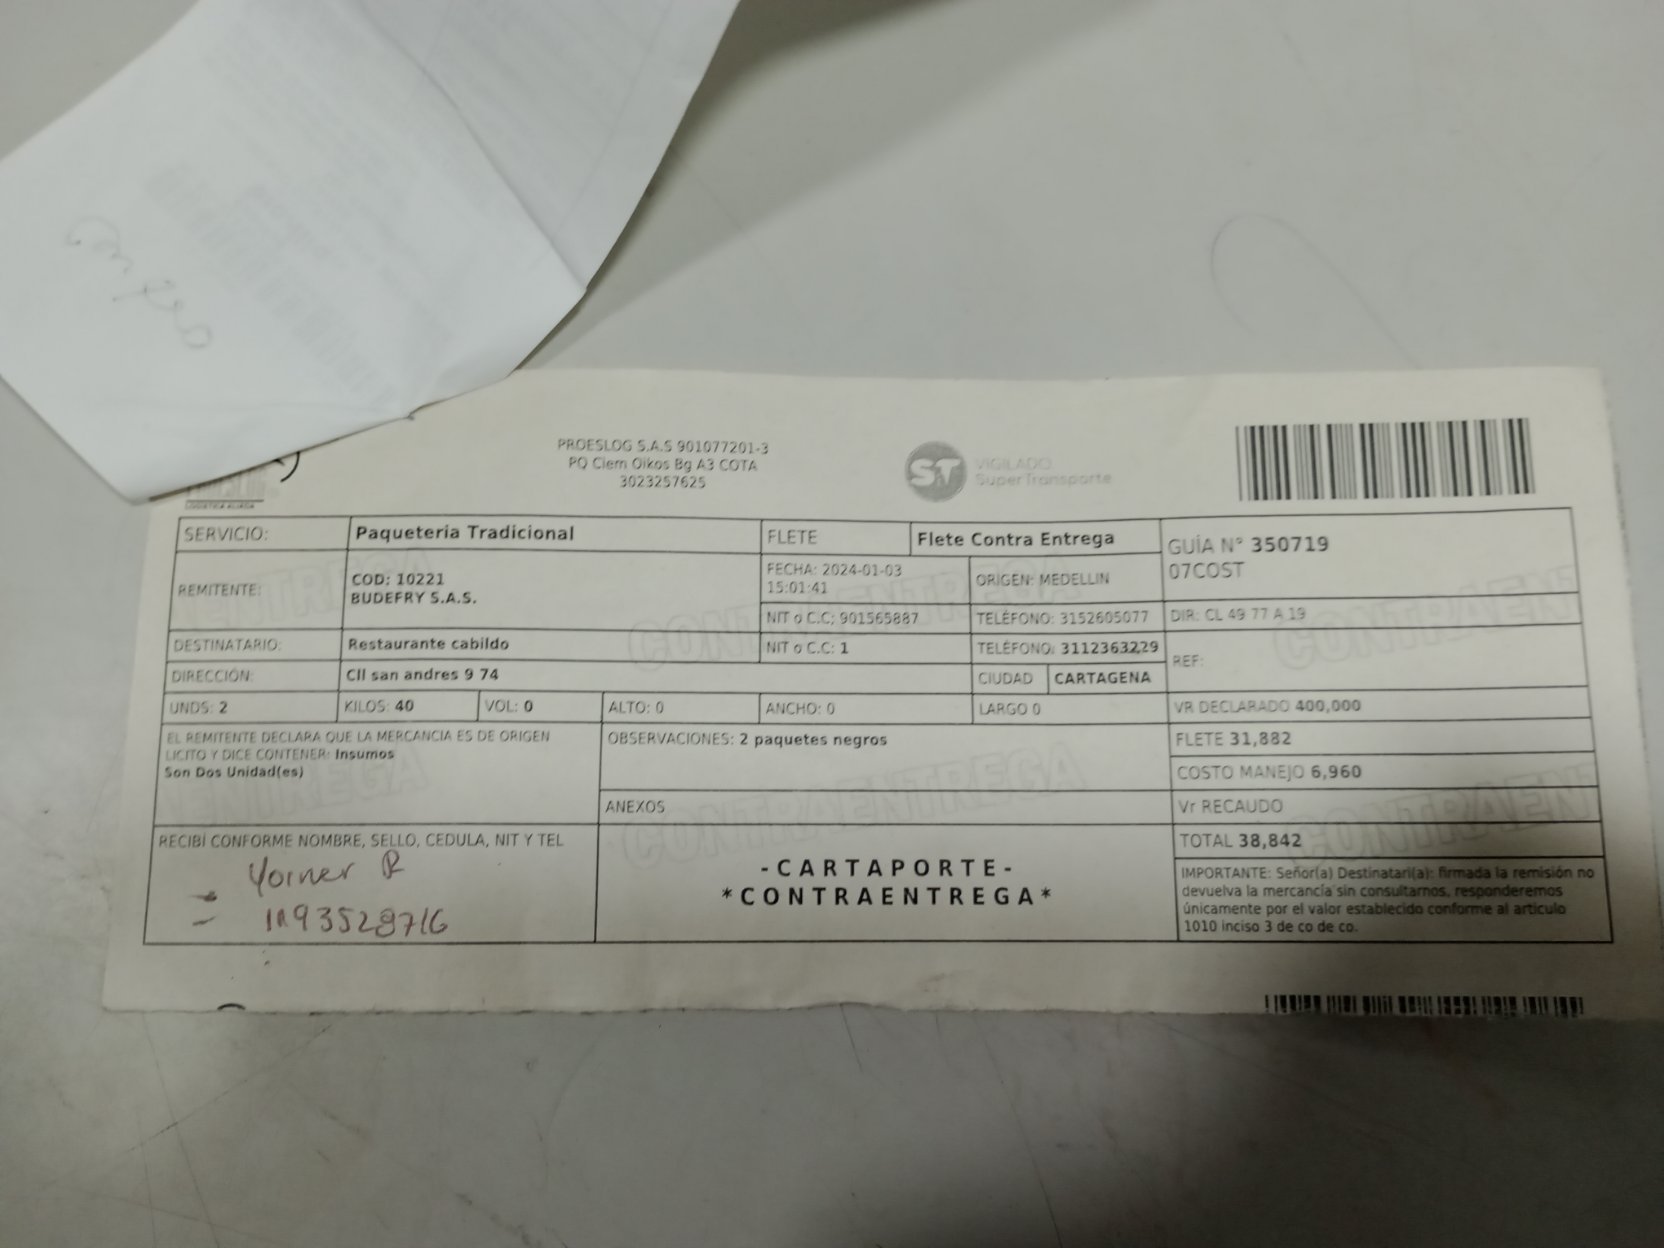 PROESLOG S.A.S 901077201-3
PQ Clem Oikos Bg A3 COTA
3023257625
ST VIGILADO
SuperTransporte
SERVICIO: Paqueteria Tradicional FLETE Flete Contra Entrega
GUÍA N° 350719
07COST
REMITENTE: COD: 10221
BUDEFRY S.A.S.
FECHA: 2024-01-03
15:01:41
ORIGEN: MEDELLIN
NIT o C.C: 901565887 TELÉFONO: 3152605077 DIR: CL 49 77 A 19
DESTINATARIO: Restaurante cabildo NIT o C.C: 1 TELÉFONO: 3112363229
REF:
DIRECCIÓN: Cll san andres 9 74 CIUDAD CARTAGENA
UNDS: 2 KILOS: 40 VOL: 0 ALTO: 0 ANCHO: 0 LARGO 0 VR DECLARADO 400,000
EL REMITENTE DECLARA QUE LA MERCANCIA ES DE ORIGEN
LICITO Y DICE CONTENER: Insumos
Son Dos Unidad(es)
OBSERVACIONES: 2 paquetes negros
FLETE 31,882
COSTO MANEJO 6,960
ANEXOS
Vr RECAUDO
RECIBÍ CONFORME NOMBRE, SELLO, CEDULA, NIT Y TEL
Yoiner R
-CARTAPORTE-
*CONTRAENTREGA*
TOTAL 38,842
IMPORTANTE: Señor(a) Destinatari(a): firmada la remisión no
devuelva la mercancía sin consultarnos, responderemos
únicamente por el valor establecido conforme al artículo
1010 inciso 3 de co de co.